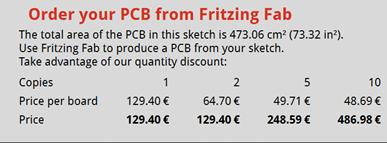 Order your PCB from Fritzing Fab
The total area of the PCB in this sketch is 473.06 cm² (73.32 in²).
Use Fritzing Fab to produce a PCB from your sketch.
Take advantage of our quantity discount:
Copies 1 2 5 10
Price per board 129.40 € 64.70 € 49.71 € 48.69 €
Price 129.40 € 129.40 € 248.59 € 486.98 €